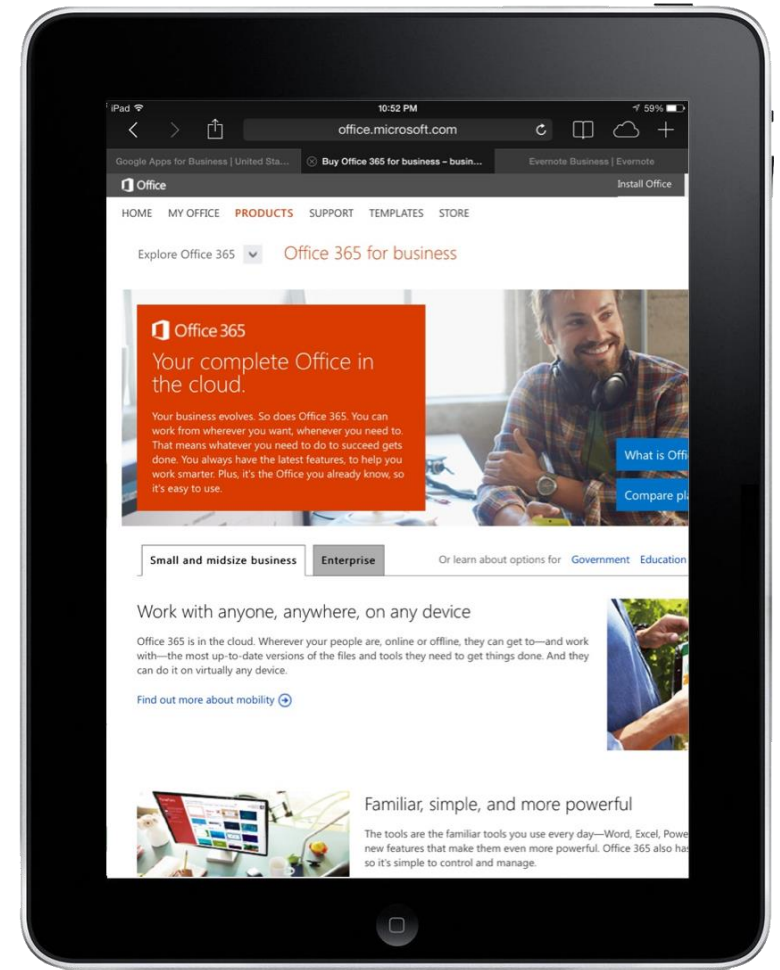 iPad
10:52 PM
59%
office.microsoft.com
Google Apps for Business | United Sta...
Buy Office 365 for business – busin...
Evernote Business | Evernote
Office
Install Office
HOME MY OFFICE PRODUCTS SUPPORT TEMPLATES STORE
Explore Office 365
Office 365 for business
Office 365
Your complete Office in
the cloud.
Your business evolves. So does Office 365. You can
work from wherever you want, whenever you need to.
That means whatever you need to do to succeed gets
done. You always have the latest features, to help you
work smarter. Plus, it's the Office you already know, so
it's easy to use.
What is Offi
Compare pl
Small and midsize business
Enterprise
Or learn about options for Government Education
Work with anyone, anywhere, on any device
Office 365 is in the cloud. Wherever your people are, online or offline, they can get to—and work
with—the most up-to-date versions of the files and tools they need to get things done. And they
can do it on virtually any device.
Find out more about mobility
Familiar, simple, and more powerful
The tools are the familiar tools you use every day—Word, Excel, Powe
new features that make them even more powerful. Office 365 also has
so it's simple to control and manage.